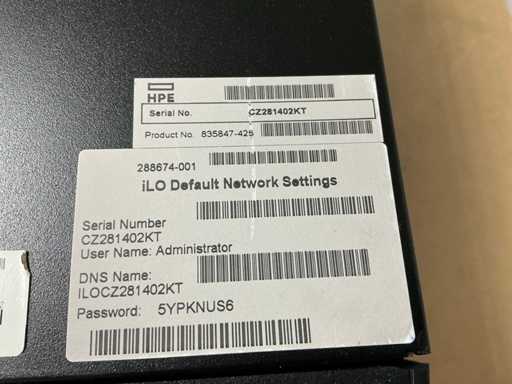 HPE
Serial No. CZ281402KT
Product No. 835847-425
288674-001
iLO Default Network Settings
Serial Number
CZ281402KT
User Name: Administrator
DNS Name:
ILOCZ281402KT
Password: 5YPKNUS6